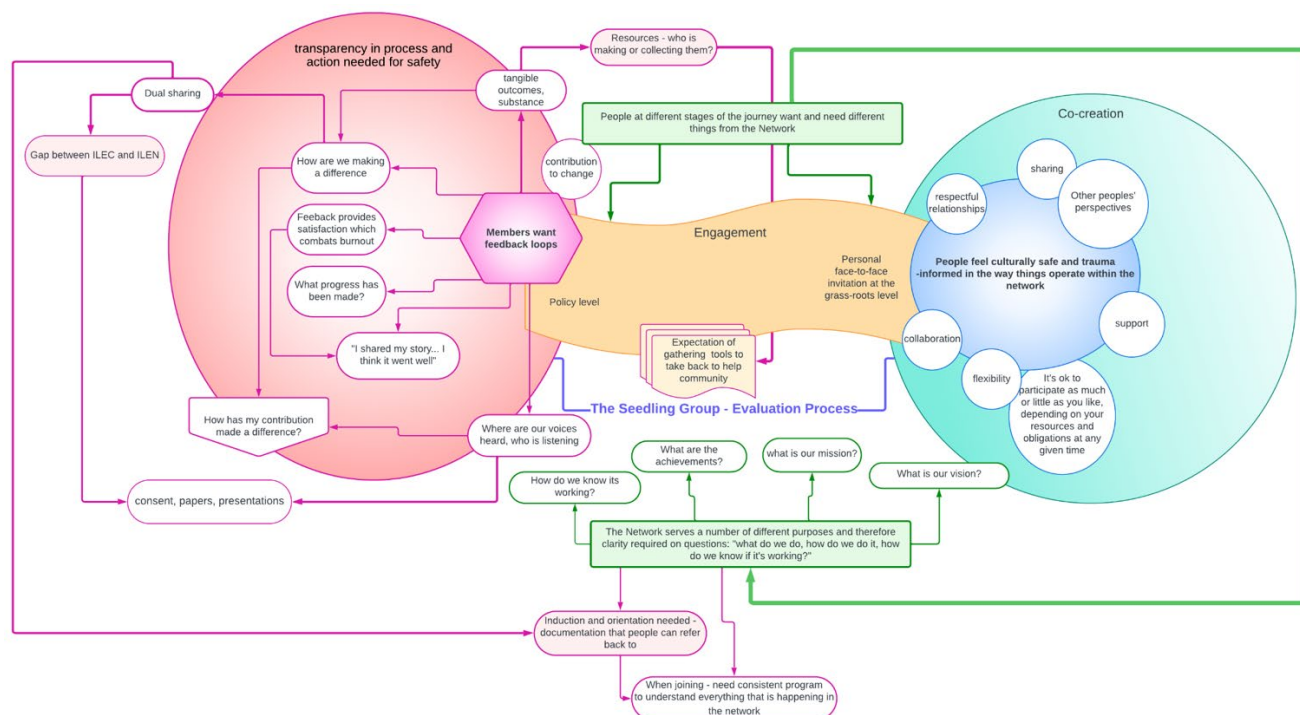 transparency in process and
action needed for safety
Resources - who is
making or collecting them?
Dual sharing
tangible
outcomes,
substance
People at different stages of the journey want and need different
things from the Network
Co-creation
Gap between ILEC and ILEN
How are we making
a difference
contribution
to change
sharing
respectful
relationships
Other peoples'
perspectives
Feeback provides
satisfaction which
combats burnout
Members want
feedback loops
Engagement
People feel culturally safe and trauma
-informed in the way things operate within the
network
What progress has
been made?
Policy level
Personal
face-to-face
invitation at the
grass-roots level
"I shared my story... I
think it went well"
Expectation of
gathering tools to
take back to help
community
collaboration
support
flexibility
It's ok to
participate as much
or little as you like,
depending on your
resources and
obligations at any
given time
The Seedling Group - Evaluation Process
How has my contribution
made a difference?
Where are our voices
heard, who is listening
What are the
achievements?
what is our mission?
What is our vision?
How do we know its
working?
consent, papers, presentations
The Network serves a number of different purposes and therefore
clarity required on questions: "what do we do, how do we do it, how
do we know if it's working?"
Induction and orientation needed -
documentation that people can refer
back to
When joining - need consistent program
to understand everything that is happening in
the network